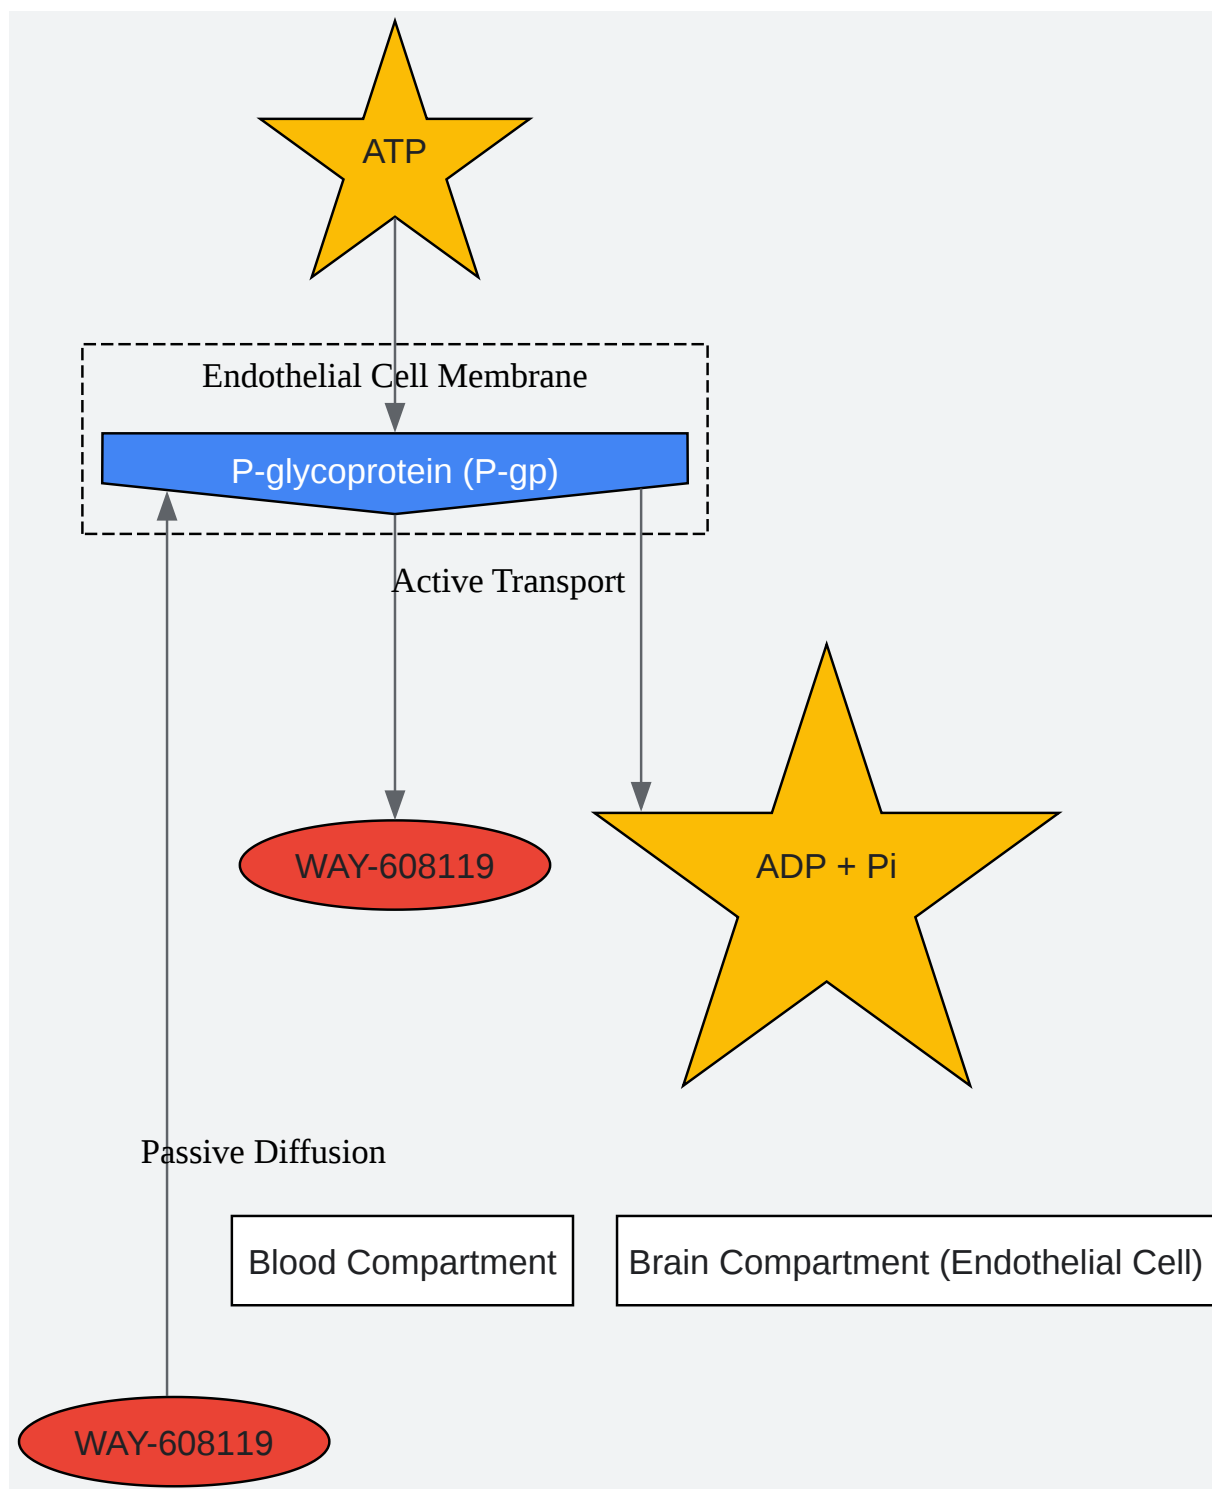 ATP
Endothelial Cell Membrane
P-glycoprotein (P-gp)
Active Transport
WAY-608119
ADP + Pi
Passive Diffusion
Blood Compartment
Brain Compartment (Endothelial Cell)
WAY-608119